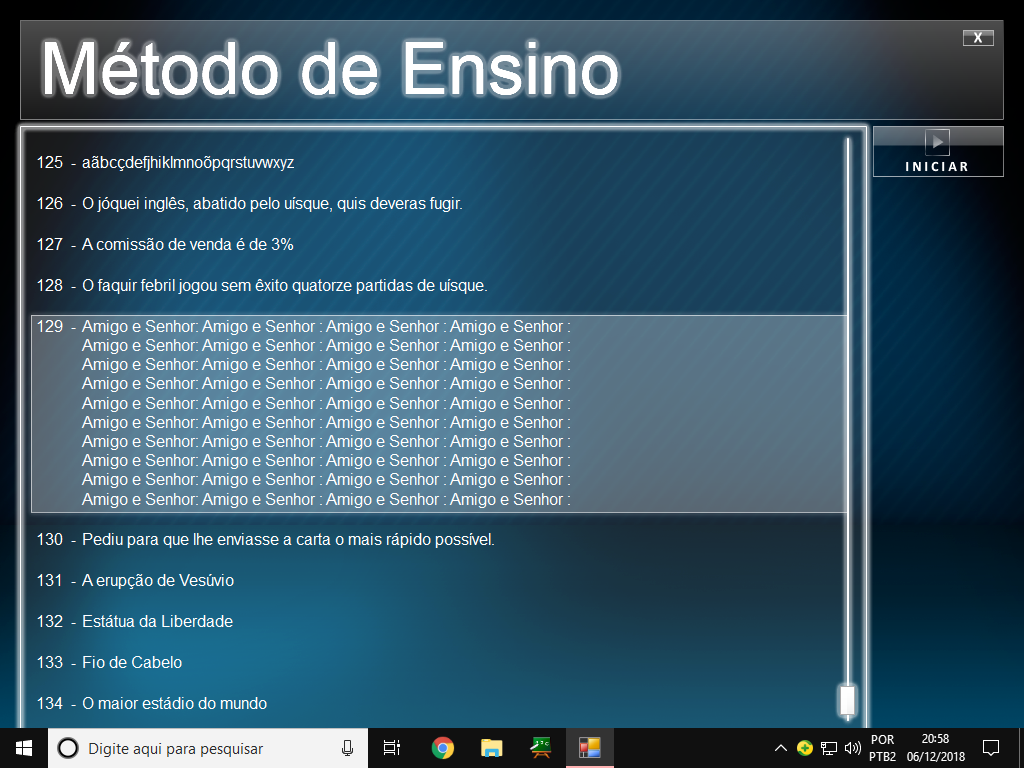 Método de Ensino
X
INICIAR
125 - aãbcçdefjhiklmnoõpqrstuvwxyz
126 - O jóquei inglês, abatido pelo uísque, quis deveras fugir.
127 - A comissão de venda é de 3%
128 - O faquir febril jogou sem êxito quatorze partidas de uísque.
129 - Amigo e Senhor: Amigo e Senhor : Amigo e Senhor : Amigo e Senhor :
Amigo e Senhor: Amigo e Senhor : Amigo e Senhor : Amigo e Senhor :
Amigo e Senhor: Amigo e Senhor : Amigo e Senhor : Amigo e Senhor :
Amigo e Senhor: Amigo e Senhor : Amigo e Senhor : Amigo e Senhor :
Amigo e Senhor: Amigo e Senhor : Amigo e Senhor : Amigo e Senhor :
Amigo e Senhor: Amigo e Senhor : Amigo e Senhor : Amigo e Senhor :
Amigo e Senhor: Amigo e Senhor : Amigo e Senhor : Amigo e Senhor :
Amigo e Senhor: Amigo e Senhor : Amigo e Senhor : Amigo e Senhor :
Amigo e Senhor: Amigo e Senhor : Amigo e Senhor : Amigo e Senhor :
Amigo e Senhor: Amigo e Senhor : Amigo e Senhor : Amigo e Senhor :
130 - Pediu para que lhe enviasse a carta o mais rápido possível.
131 - A erupção de Vesúvio
132 - Estátua da Liberdade
133 - Fio de Cabelo
134 - O maior estádio do mundo
Digite aqui para pesquisar
POR
PTB2
20:58
06/12/2018